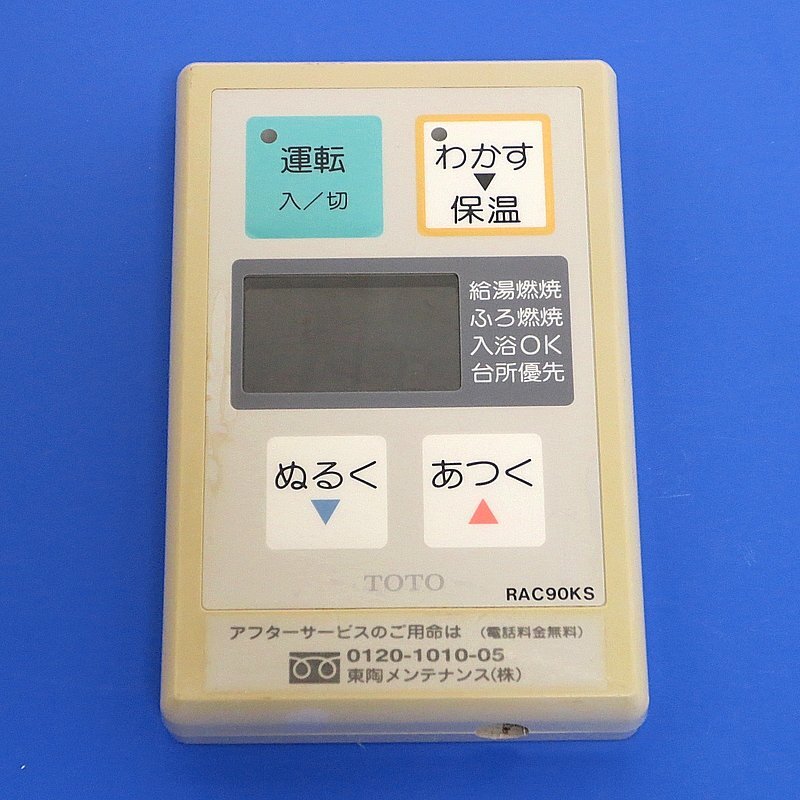 運転
入／切
わかす
▼
保温
給湯燃焼
ふろ燃焼
入浴OK
台所優先
ぬるく
▼
あつく
▲
TOTO
RAC90KS
アフターサービスのご用命は （電話料金無料）
0120-1010-05
東陶メンテナンス(株)